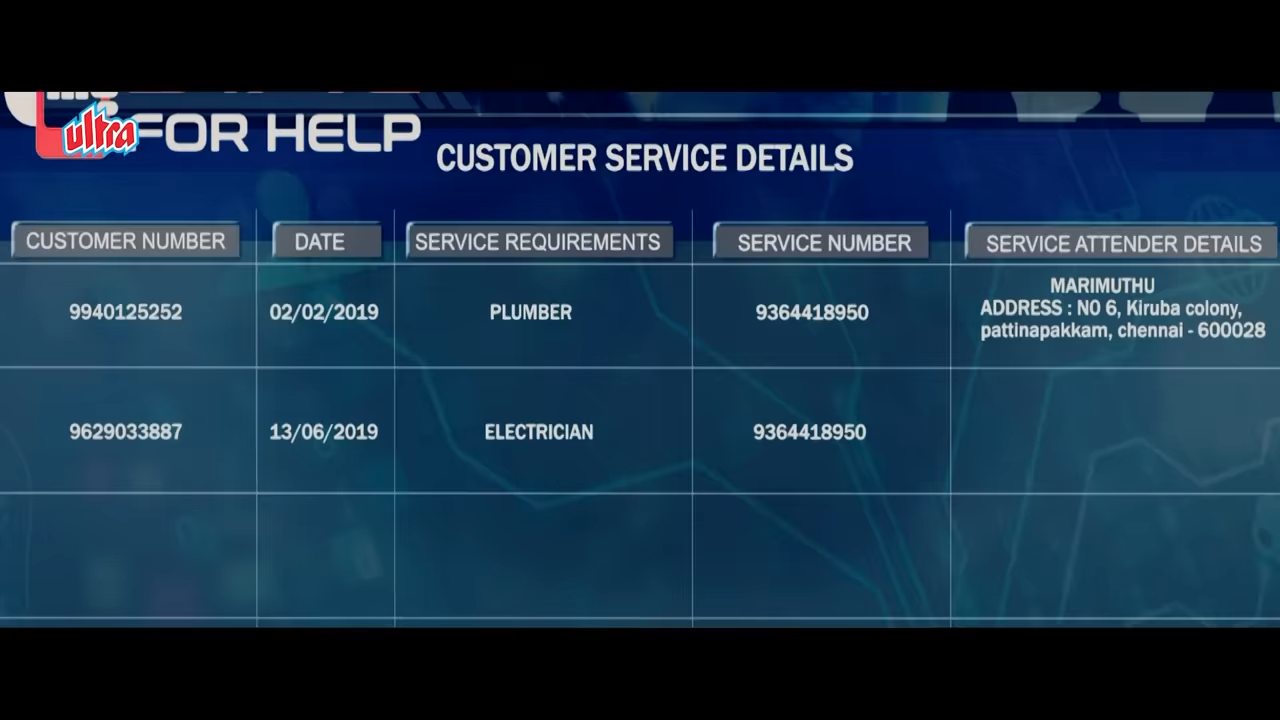 ultra
FOR HELP
CUSTOMER SERVICE DETAILS
CUSTOMER NUMBER DATE SERVICE REQUIREMENTS SERVICE NUMBER SERVICE ATTENDER DETAILS
9940125252 02/02/2019 PLUMBER 9364418950 MARIMUTHU
ADDRESS : NO 6, Kiruba colony,
pattinapakkam, chennai - 600028
9629033887 13/06/2019 ELECTRICIAN 9364418950